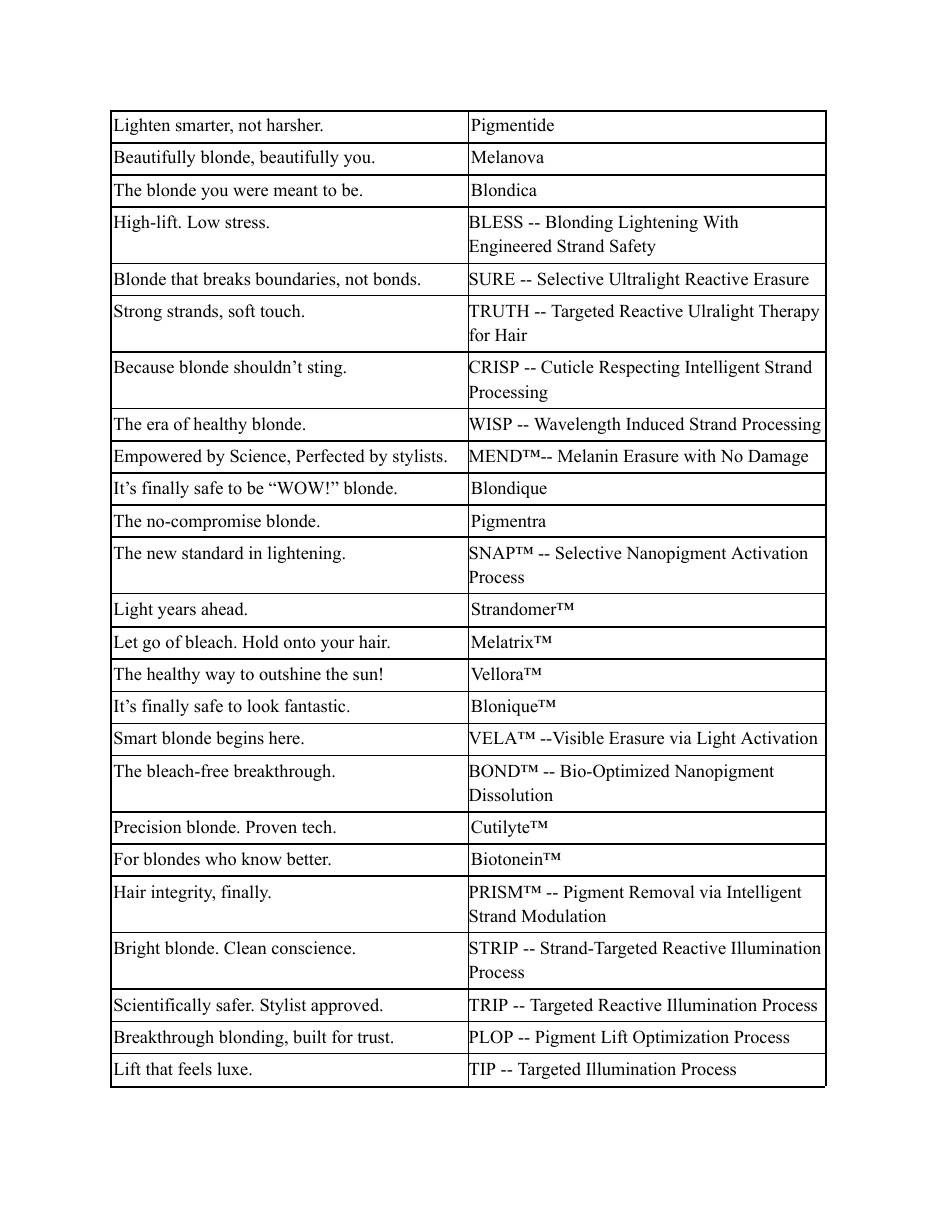 Lighten smarter, not harsher.
Pigmentide
Beautifully blonde, beautifully you.
Melanova
The blonde you were meant to be.
Blondica
High-lift. Low stress.
BLESS -- Blonding Lightening With
Engineered Strand Safety
Blonde that breaks boundaries, not bonds.
SURE -- Selective Ultralight Reactive Erasure
Strong strands, soft touch.
TRUTH -- Targeted Reactive Ulralight Therapy
for Hair
Because blonde shouldn’t sting.
CRISP -- Cuticle Respecting Intelligent Strand
Processing
The era of healthy blonde.
WISP -- Wavelength Induced Strand Processing
Empowered by Science, Perfected by stylists.
MEND™-- Melanin Erasure with No Damage
It’s finally safe to be “WOW!” blonde.
Blondique
The no-compromise blonde.
Pigmentra
The new standard in lightening.
SNAP™ -- Selective Nanopigment Activation
Process
Light years ahead.
Strandomer™
Let go of bleach. Hold onto your hair.
Melatrix™
The healthy way to outshine the sun!
Vellora™
It’s finally safe to look fantastic.
Blonique™
Smart blonde begins here.
VELA™ --Visible Erasure via Light Activation
The bleach-free breakthrough.
BOND™ -- Bio-Optimized Nanopigment
Dissolution
Precision blonde. Proven tech.
Cutilyte™
For blondes who know better.
Biotonein™
Hair integrity, finally.
PRISM™ -- Pigment Removal via Intelligent
Strand Modulation
Bright blonde. Clean conscience.
STRIP -- Strand-Targeted Reactive Illumination
Process
Scientifically safer. Stylist approved.
TRIP -- Targeted Reactive Illumination Process
Breakthrough blonding, built for trust.
PLOP -- Pigment Lift Optimization Process
Lift that feels luxe.
TIP -- Targeted Illumination Process